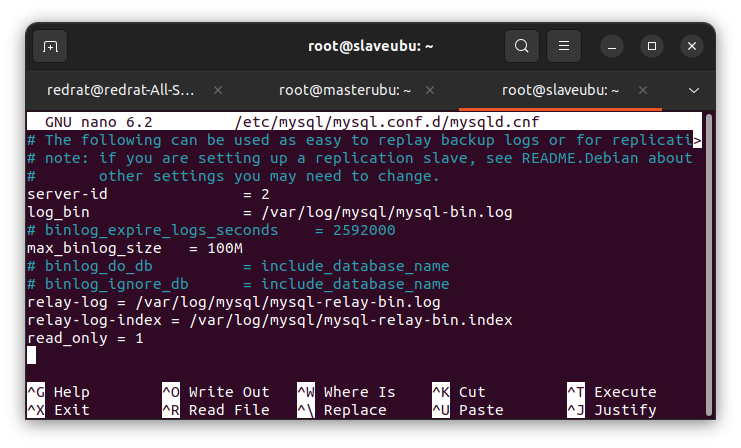 root@slaveubu: ~
redrat@redrat-All-S... × root@masterubu: ~ × root@slaveubu: ~ ×
GNU nano 6.2 /etc/mysql/mysql.conf.d/mysqld.cnf
# The following can be used as easy to replay backup logs or for replicati>
# note: if you are setting up a replication slave, see README.Debian about
# other settings you may need to change.
server-id = 2
log_bin = /var/log/mysql/mysql-bin.log
# binlog_expire_logs_seconds = 2592000
max_binlog_size = 100M
# binlog_do_db = include_database_name
# binlog_ignore_db = include_database_name
relay-log = /var/log/mysql/mysql-relay-bin.log
relay-log-index = /var/log/mysql/mysql-relay-bin.index
read_only = 1
^G Help ^O Write Out ^W Where Is ^K Cut ^T Execute
^X Exit ^R Read File ^\ Replace ^U Paste ^J Justify